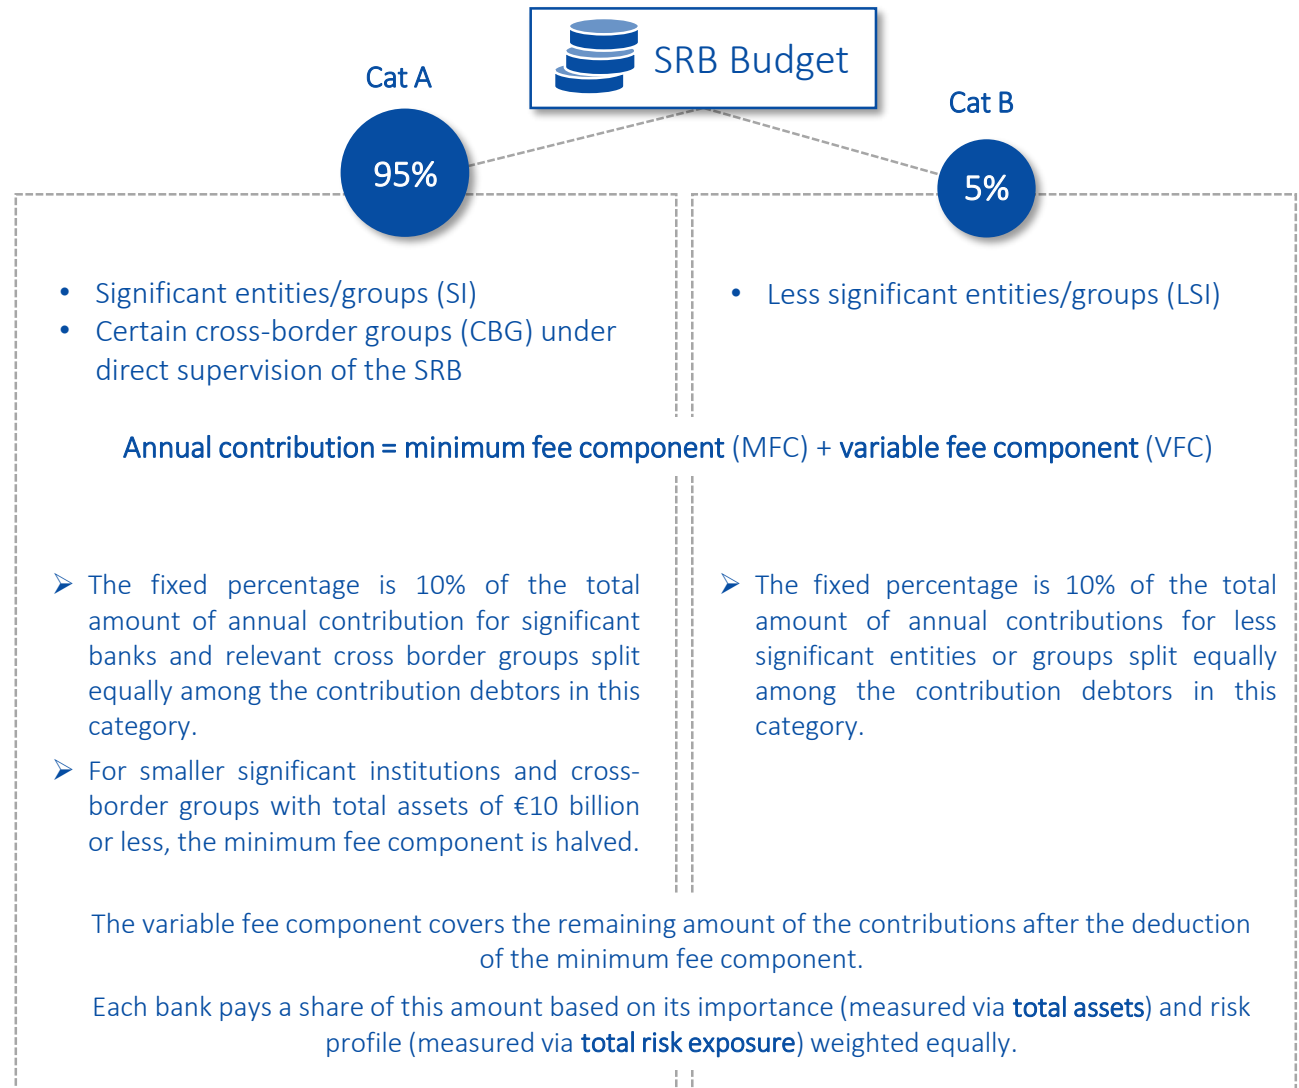 SRB Budget
Cat A
95%
Cat B
5%
• Significant entities/groups (SI)
• Certain cross-border groups (CBG) under
direct supervision of the SRB
• Less significant entities/groups (LSI)
Annual contribution = minimum fee component (MFC) + variable fee component (VFC)
➢ The fixed percentage is 10% of the total
amount of annual contribution for significant
banks and relevant cross border groups split
equally among the contribution debtors in this
category.
➢ For smaller significant institutions and cross-
border groups with total assets of €10 billion
or less, the minimum fee component is halved.
➢ The fixed percentage is 10% of the total
amount of annual contributions for less
significant entities or groups split equally
among the contribution debtors in this
category.
The variable fee component covers the remaining amount of the contributions after the deduction
of the minimum fee component.
Each bank pays a share of this amount based on its importance (measured via total assets) and risk
profile (measured via total risk exposure) weighted equally.